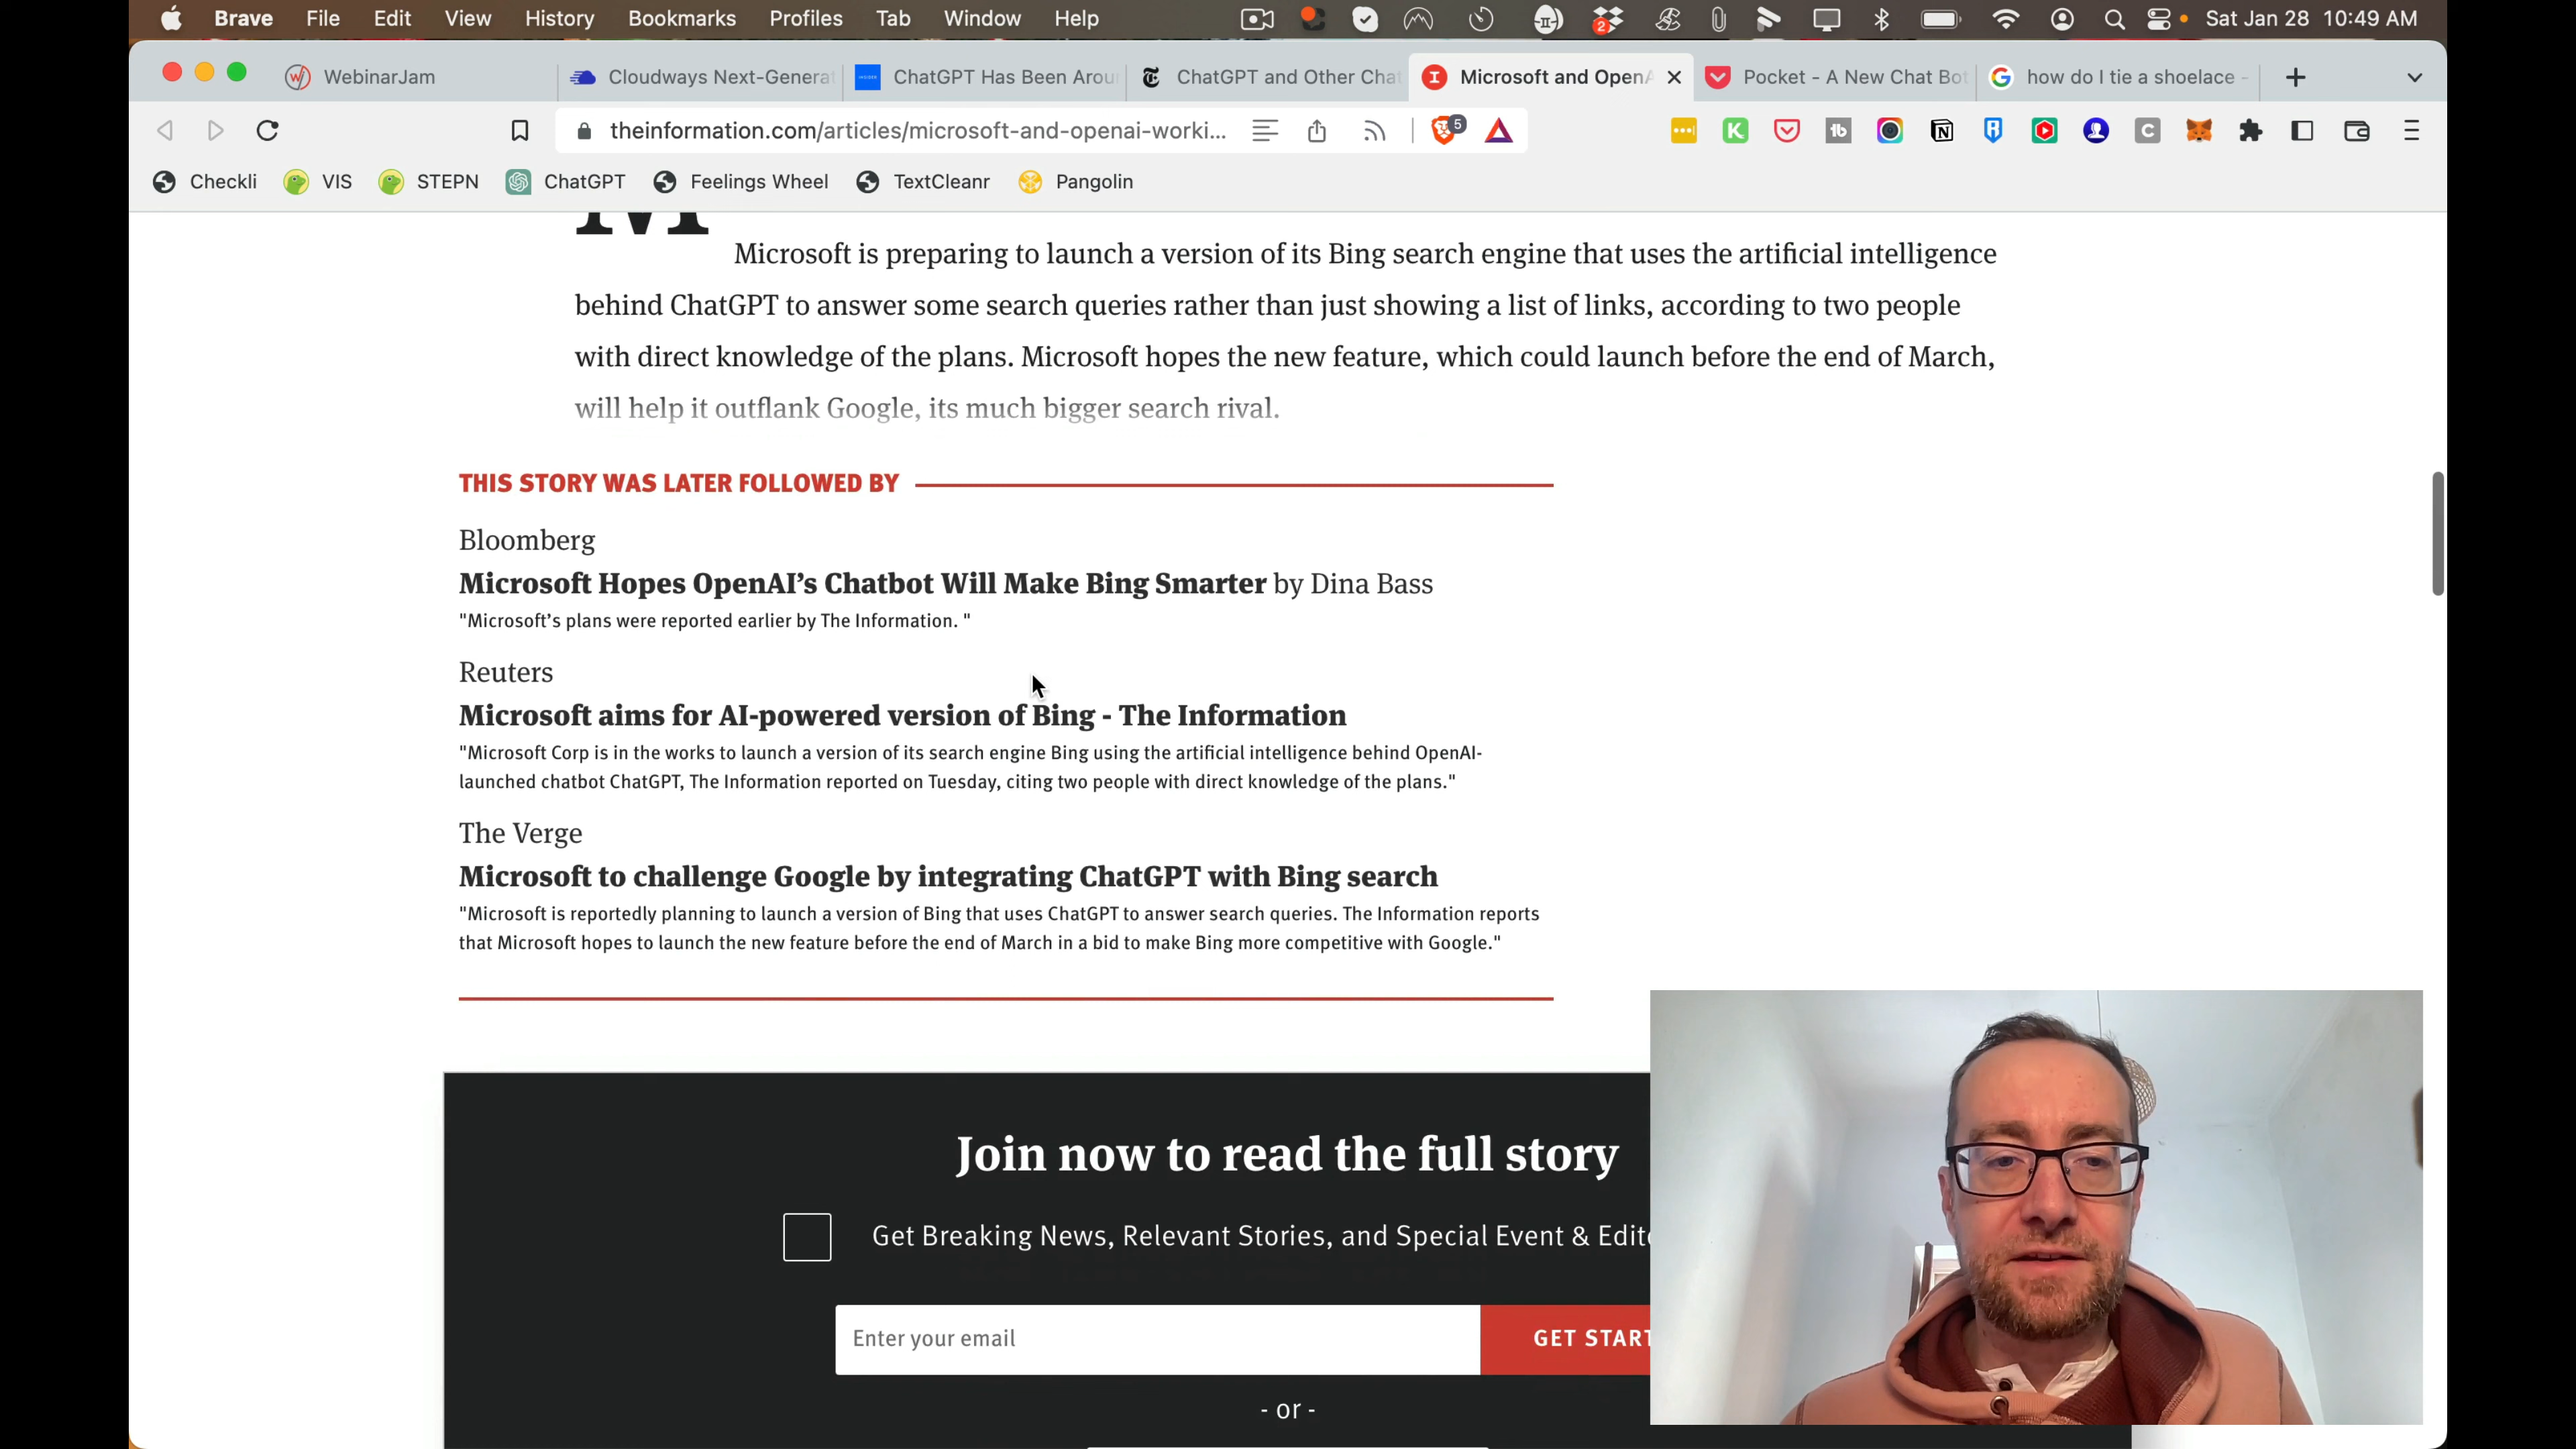 Brave File Edit View History Bookmarks Profiles Tab Window Help 2 Sat Jan 28 10:49 AM
WebinarJam Cloudways Next-Generat ChatGPT Has Been Arou ChatGPT and Other Chat Microsoft and OpenA Pocket - A New Chat Bot how do I tie a shoelace -
theinformation.com/articles/microsoft-and-openai-worki... 5
Checkli VIS STEPN ChatGPT Feelings Wheel TextCleanr Pangolin
Microsoft is preparing to launch a version of its Bing search engine that uses the artificial intelligence
behind ChatGPT to answer some search queries rather than just showing a list of links, according to two people
with direct knowledge of the plans. Microsoft hopes the new feature, which could launch before the end of March,
will help it outflank Google, its much bigger search rival.
THIS STORY WAS LATER FOLLOWED BY
Bloomberg
Microsoft Hopes OpenAI’s Chatbot Will Make Bing Smarter by Dina Bass
"Microsoft’s plans were reported earlier by The Information. "
Reuters
Microsoft aims for AI-powered version of Bing - The Information
"Microsoft Corp is in the works to launch a version of its search engine Bing using the artificial intelligence behind OpenAI-
launched chatbot ChatGPT, The Information reported on Tuesday, citing two people with direct knowledge of the plans."
The Verge
Microsoft to challenge Google by integrating ChatGPT with Bing search
"Microsoft is reportedly planning to launch a version of Bing that uses ChatGPT to answer search queries. The Information reports
that Microsoft hopes to launch the new feature before the end of March in a bid to make Bing more competitive with Google."
Join now to read the full story
Get Breaking News, Relevant Stories, and Special Event & Edito
Enter your email GET START
- or -